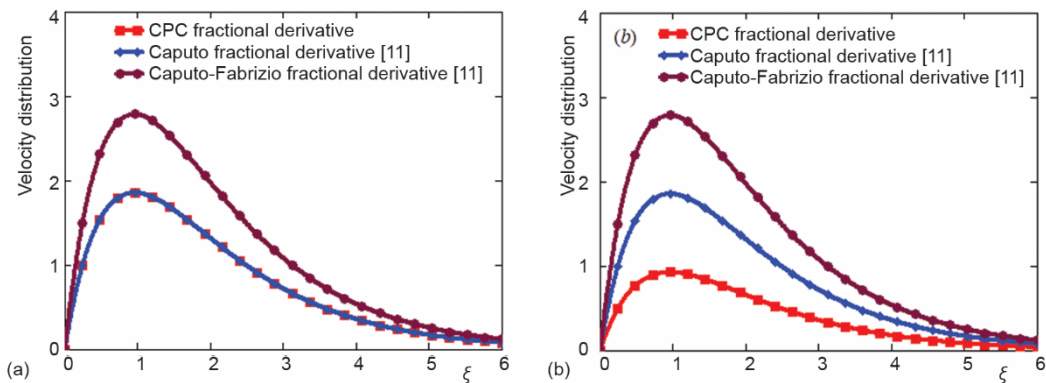 4
3
2
1
0
Velocity distribution
CPC fractional derivative
Caputo fractional derivative [11]
Caputo-Fabrizio fractional derivative [11]
0 1 2 3 4 5 6
ξ
(a)
4
3
2
1
0
Velocity distribution
(b)
CPC fractional derivative
Caputo fractional derivative [11]
Caputo-Fabrizio fractional derivative [11]
0 1 2 3 4 5 6
ξ
(b)